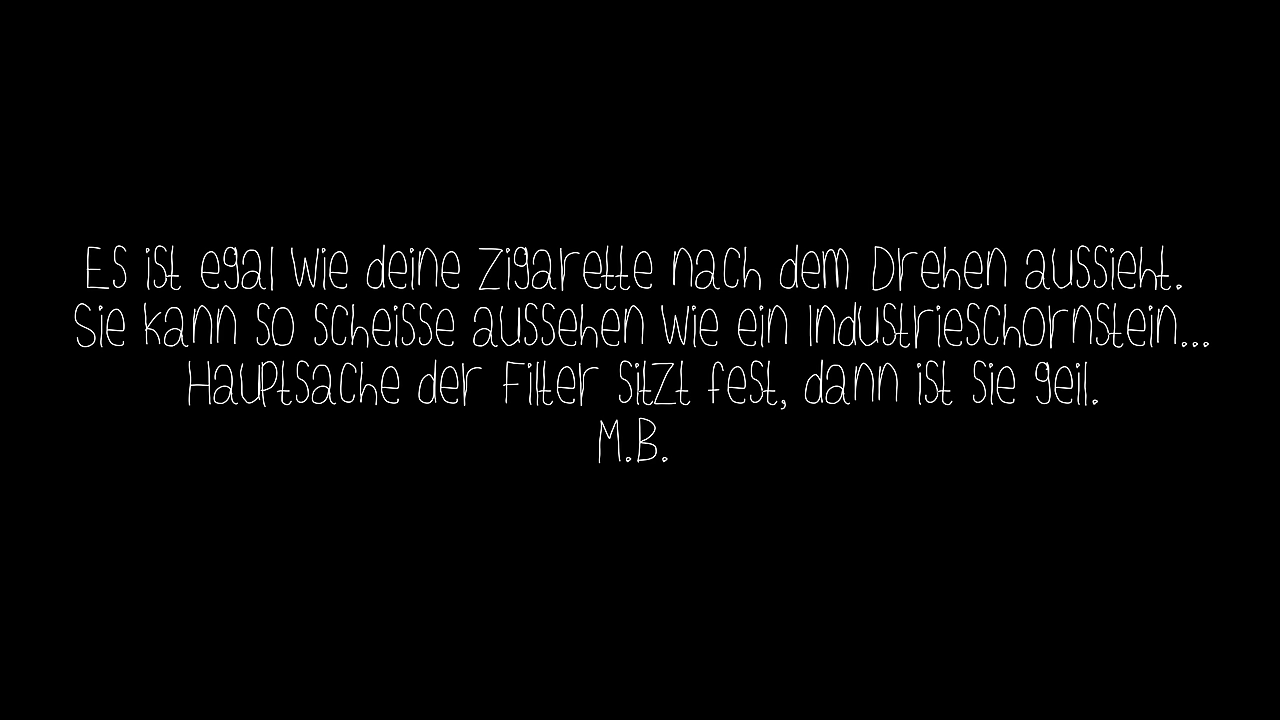 Es ist egal wie deine Zigarette nach dem Drehen aussieht.
Sie kann so scheisse aussehen wie ein Industrieschornstein...
Hauptsache der Filter sitzt fest, dann ist sie geil.
M.B.